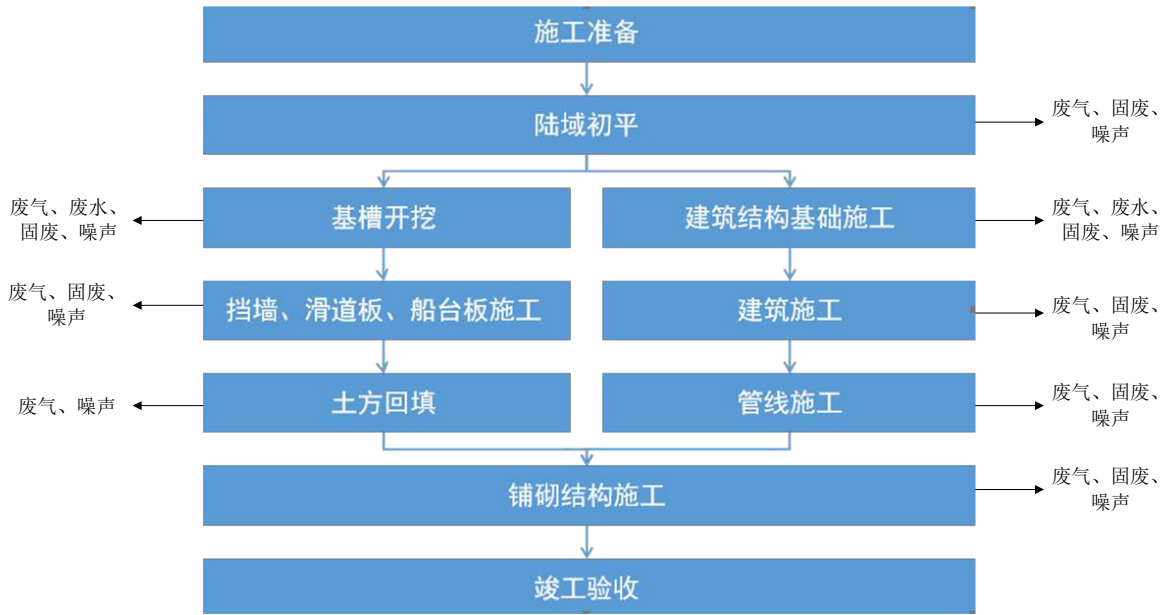 施工准备
陆域初平
废气、固废、
噪声
废气、废水、
固废、噪声
基槽开挖
建筑结构基础施工
废气、废水、
固废、噪声
废气、固废、
噪声
挡墙、滑道板、船台板施工
建筑施工
废气、固废、
噪声
废气、噪声
土方回填
管线施工
废气、固废、
噪声
铺砌结构施工
废气、固废、
噪声
竣工验收